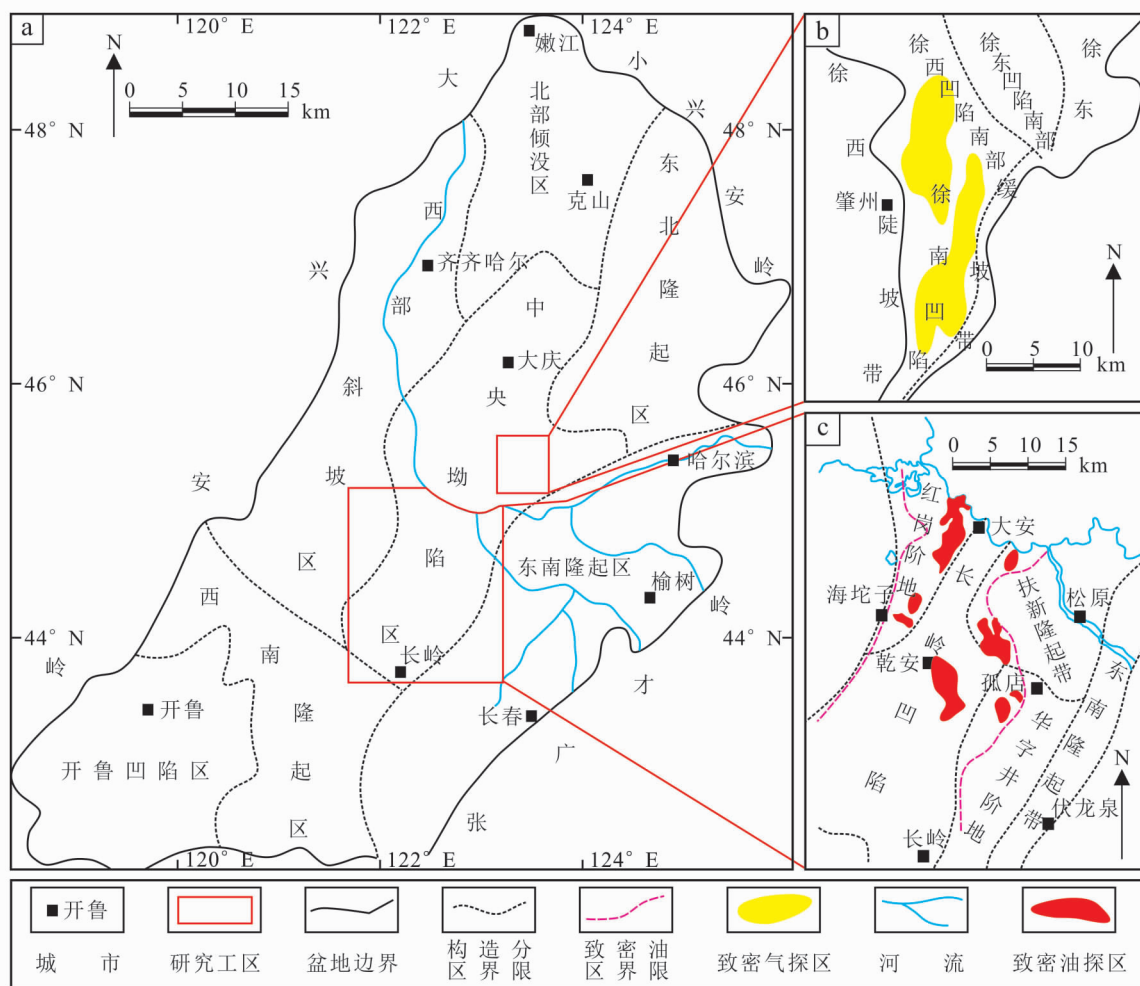 a
120° E
122° E
124° E
N
0 5 10 15
km
48° N
48° N
46° N
46° N
44° N
44° N
120° E
122° E
124° E
嫩江
北部倾没区
克山
齐齐哈尔
大庆
哈尔滨
榆树
长岭
长春
开鲁
大兴安岭
小兴安岭
张广才岭
西部斜坡区
中央坳陷区
东北隆起区
东南隆起区
西南隆起区
开鲁凹陷区
b
徐西凹陷南部
徐东凹陷南部
徐西陡坡带
徐东缓坡带
徐南凹陷
肇州
N
0 5 10
km
c
0 5 10 15
km
红岗阶地
大安
海坨子
长岭凹陷
扶新隆起带
松原
乾安
孤店
华字井阶地
东南隆起带
伏龙泉
长岭
N
开鲁
城市
研究工区
盆地边界
构造分区界限
致密油区界限
致密气探区
河流
致密油探区